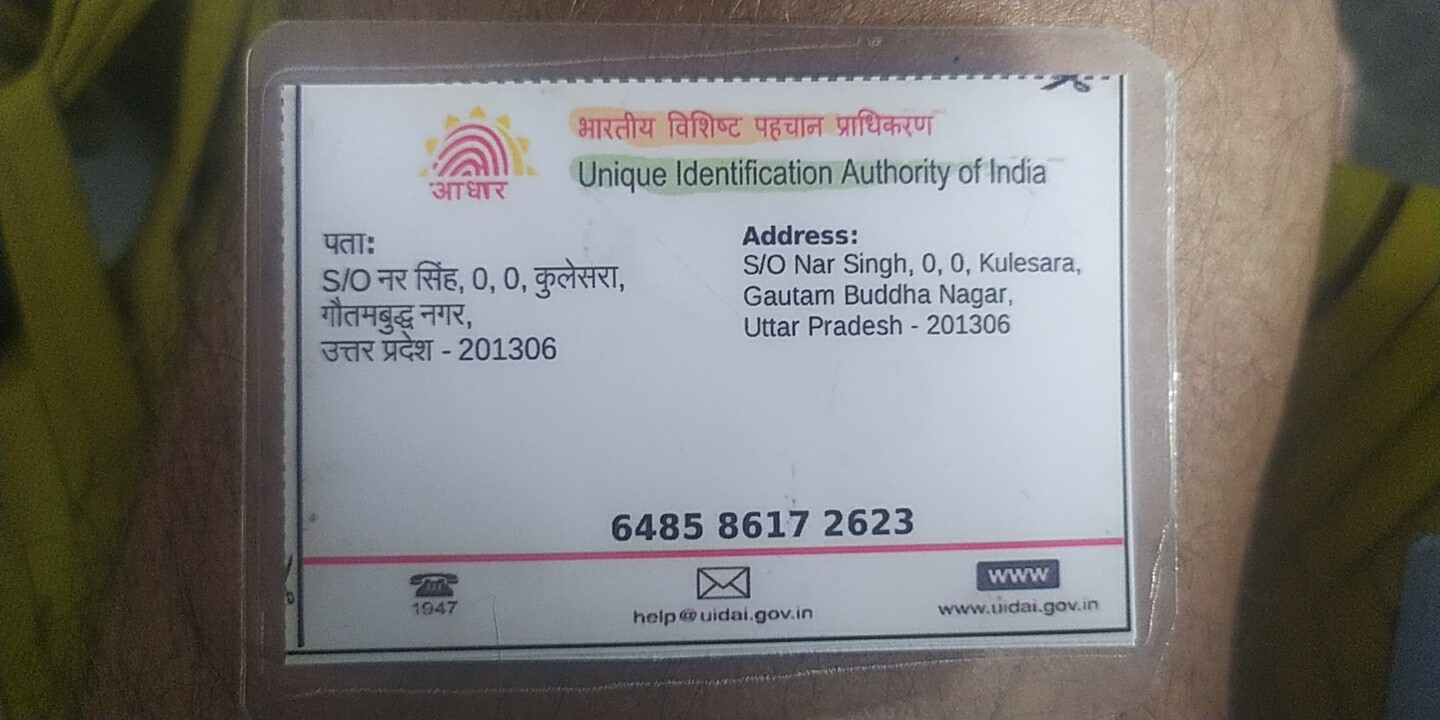 भारतीय विशिष्ट पहचान प्राधिकरण
Unique Identification Authority of India
आधार
पता:
S/O नर सिंह, 0, 0, कुलेसरा,
गौतमबुद्ध नगर,
उत्तर प्रदेश - 201306
Address:
S/O Nar Singh, 0, 0, Kulesara,
Gautam Buddha Nagar,
Uttar Pradesh - 201306
6485 8617 2623
1947
help@uidai.gov.in
www
www.uidai.gov.in